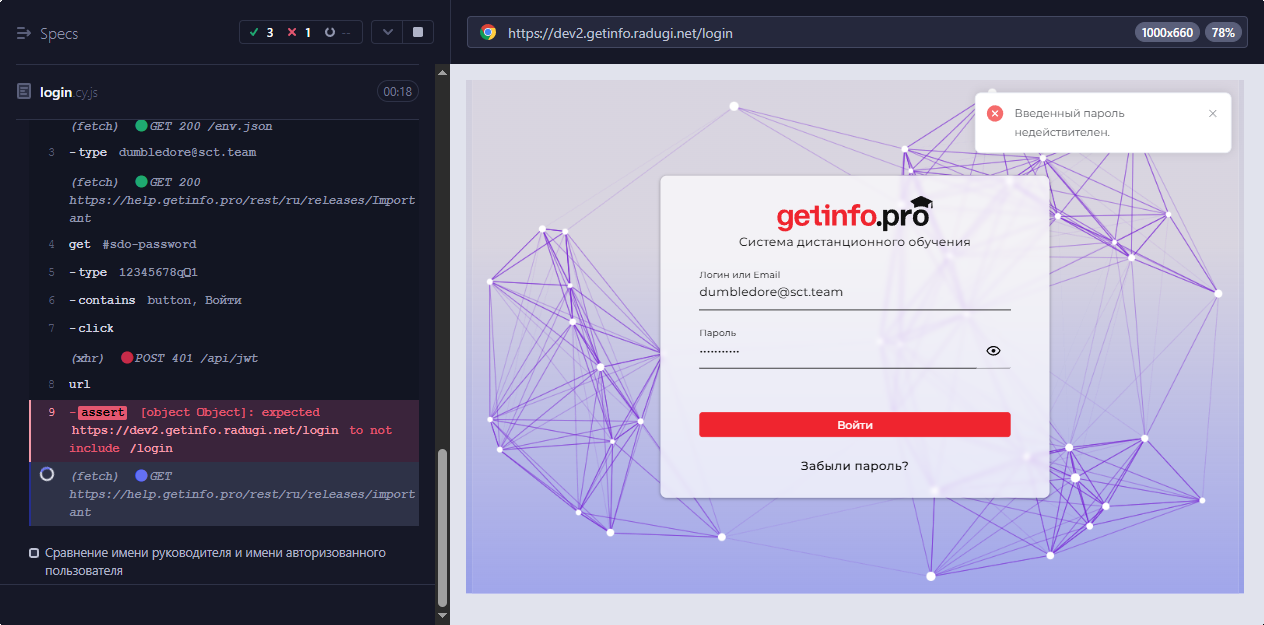 Specs
3
1
--
login.cy.js
00:18
(fetch) GET 200 /env.json
3 -type dumbledore@sct.team
(fetch) GET 200
https://help.getinfo.pro/rest/ru/releases/Import
ant
4 get #sdo-password
5 -type 12345678qQ1
6 -contains button, Войти
7 -click
(xhr) POST 401 /api/jwt
8 url
9 -assert [object Object]: expected
https://dev2.getinfo.radugi.net/login to not
include /login
(fetch) GET
https://help.getinfo.pro/rest/ru/releases/import
ant
Сравнение имени руководителя и имени авторизованного
пользователя
https://dev2.getinfo.radugi.net/login
1000x660
78%
Введенный пароль
недействителен.
getinfo.pro
Система дистанционного обучения
Логин или Email
dumbledore@sct.team
Пароль
•••••••••••
Войти
Забыли пароль?